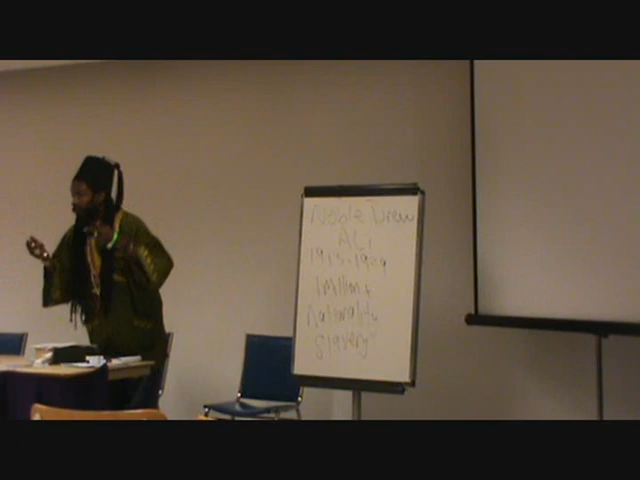 Noble Drew
ALi
1913-1929
1million+
Nationality
Slavery